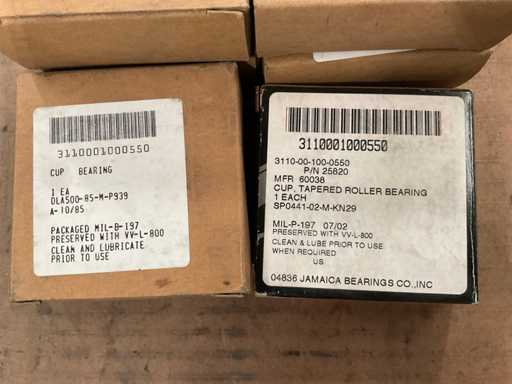 3110001000550
CUP BEARING
1 EA
DLA500-85-M-P939
A-10/85
PACKAGED MIL-B-197
PRESERVED WITH VV-L-800
CLEAN AND LUBRICATE
PRIOR TO USE
3110001000550
3110-00-100-0550
P/N 25820
MFR 60038
CUP, TAPERED ROLLER BEARING
1 EACH
SP0441-02-M-KN29
MIL-P-197 07/02
PRESERVED WITH VV-L-800
CLEAN & LUBE PRIOR TO USE
WHEN REQUIRED
US
04836 JAMAICA BEARINGS CO., INC